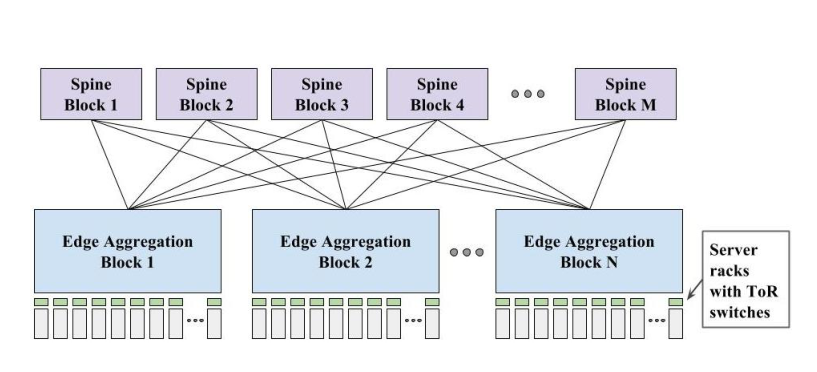 Spine
Block 1
Spine
Block 2
Spine
Block 3
Spine
Block 4
Spine
Block M
Edge Aggregation
Block 1
Edge Aggregation
Block 2
Edge Aggregation
Block N
Server
racks
with ToR
switches